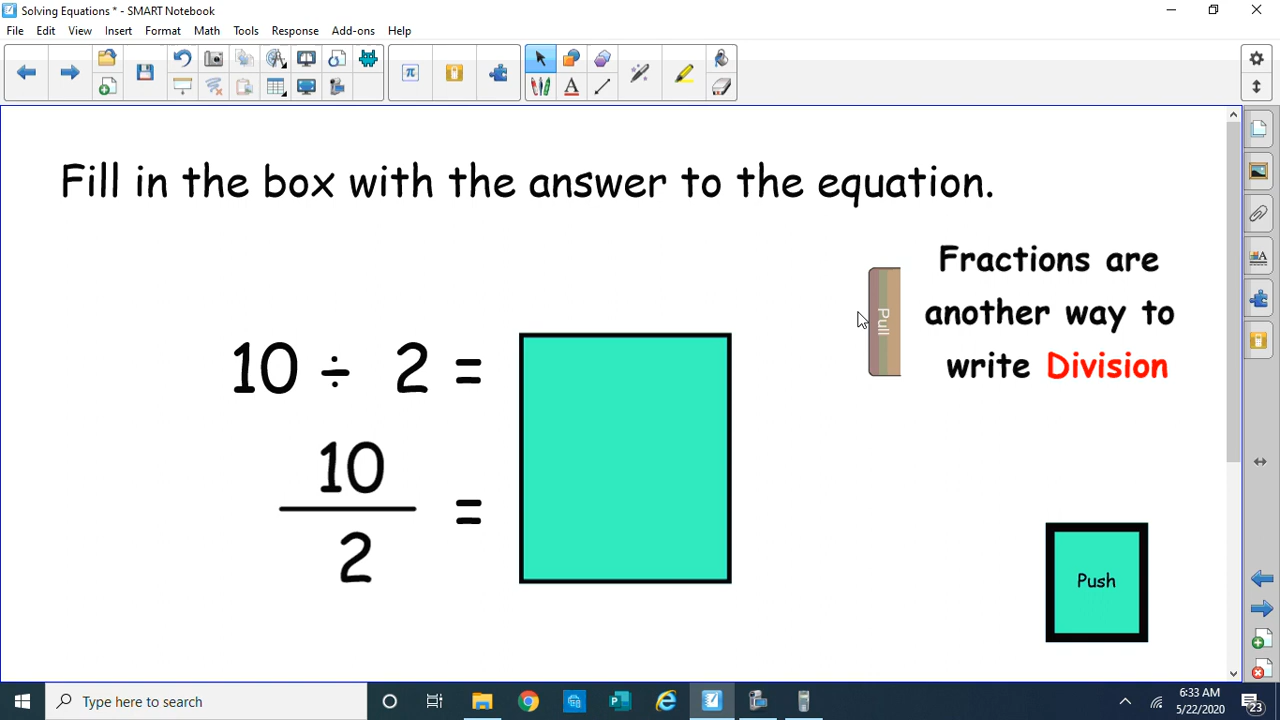 Solving Equations * - SMART Notebook
File Edit View Insert Format Math Tools Response Add-ons Help
Fill in the box with the answer to the equation.
Fractions are
another way to
write Division
Pull
10 ÷ 2 =
10
=
2
Push
Type here to search
6:33 AM
5/22/2020
23